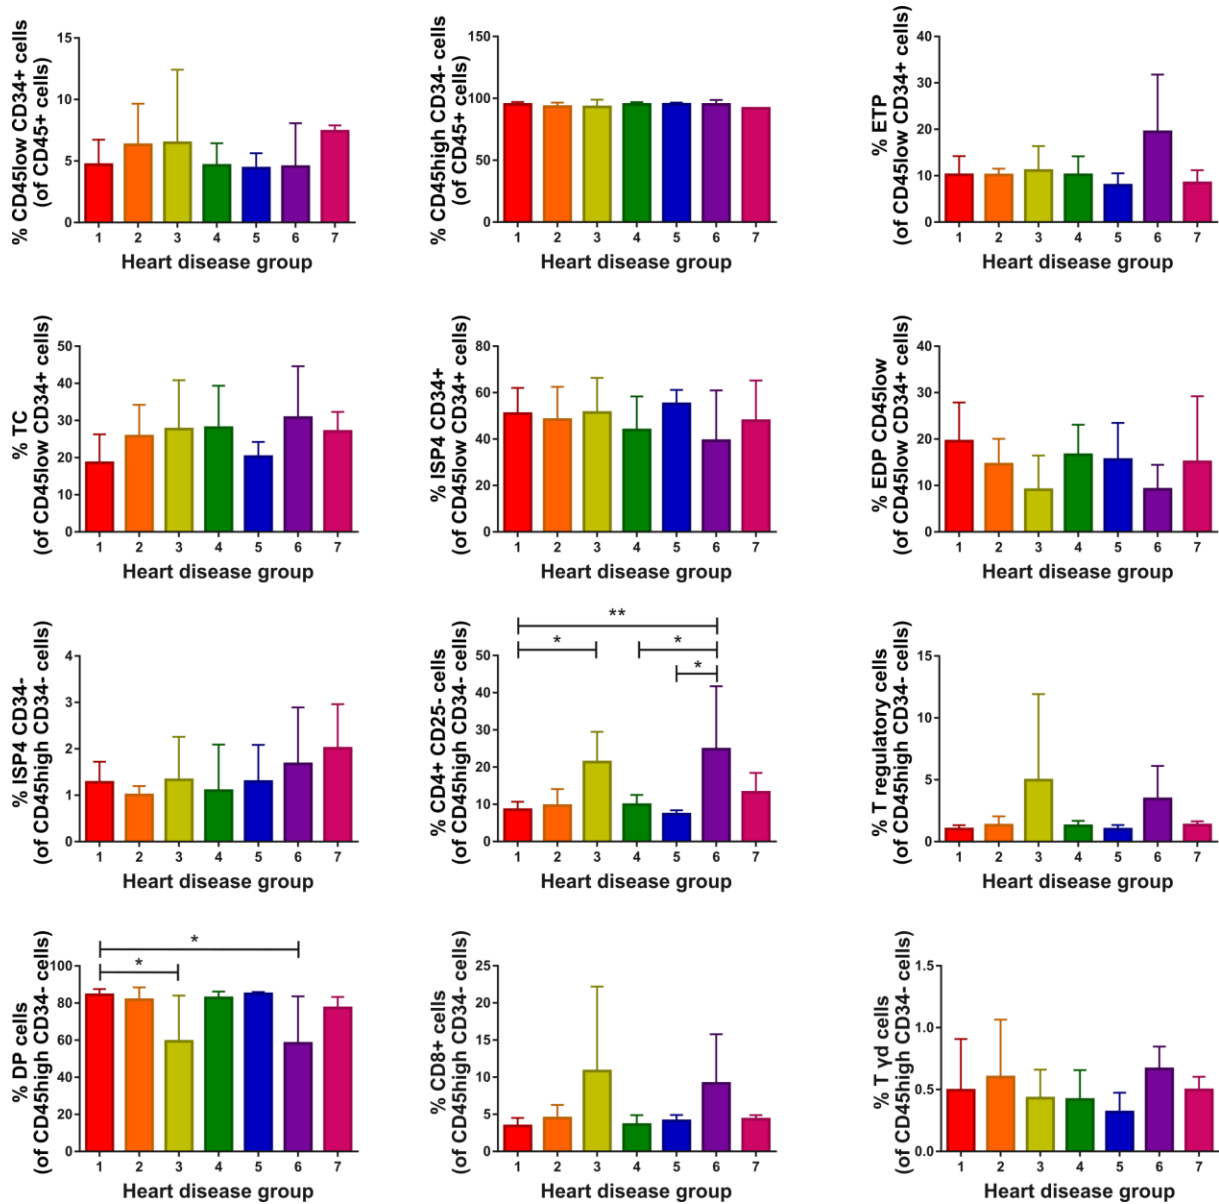 % CD45low CD34+ cells
(of CD45+ cells)
15
10
5
0
1 2 3 4 5 6 7
Heart disease group
% CD45high CD34- cells
(of CD45+ cells)
150
100
50
0
1 2 3 4 5 6 7
Heart disease group
% ETP
(of CD45low CD34+ cells)
40
30
20
10
0
1 2 3 4 5 6 7
Heart disease group
% TC
(of CD45low CD34+ cells)
50
40
30
20
10
0
1 2 3 4 5 6 7
Heart disease group
% ISP4 CD34+
(of CD45low CD34+ cells)
80
60
40
20
0
1 2 3 4 5 6 7
Heart disease group
% EDP CD45low
(of CD45low CD34+ cells)
40
30
20
10
0
1 2 3 4 5 6 7
Heart disease group
% ISP4 CD34-
(of CD45high CD34- cells)
4
3
2
1
0
1 2 3 4 5 6 7
Heart disease group
% CD4+ CD25- cells
(of CD45high CD34- cells)
**
*
*
*
50
40
30
20
10
0
1 2 3 4 5 6 7
Heart disease group
% T regulatory cells
(of CD45high CD34- cells)
15
10
5
0
1 2 3 4 5 6 7
Heart disease group
% DP cells
(of CD45high CD34- cells)
*
*
100
80
60
40
20
0
1 2 3 4 5 6 7
Heart disease group
% CD8+ cells
(of CD45high CD34- cells)
25
20
15
10
5
0
1 2 3 4 5 6 7
Heart disease group
% T γd cells
(of CD45high CD34- cells)
1.5
1.0
0.5
0.0
1 2 3 4 5 6 7
Heart disease group